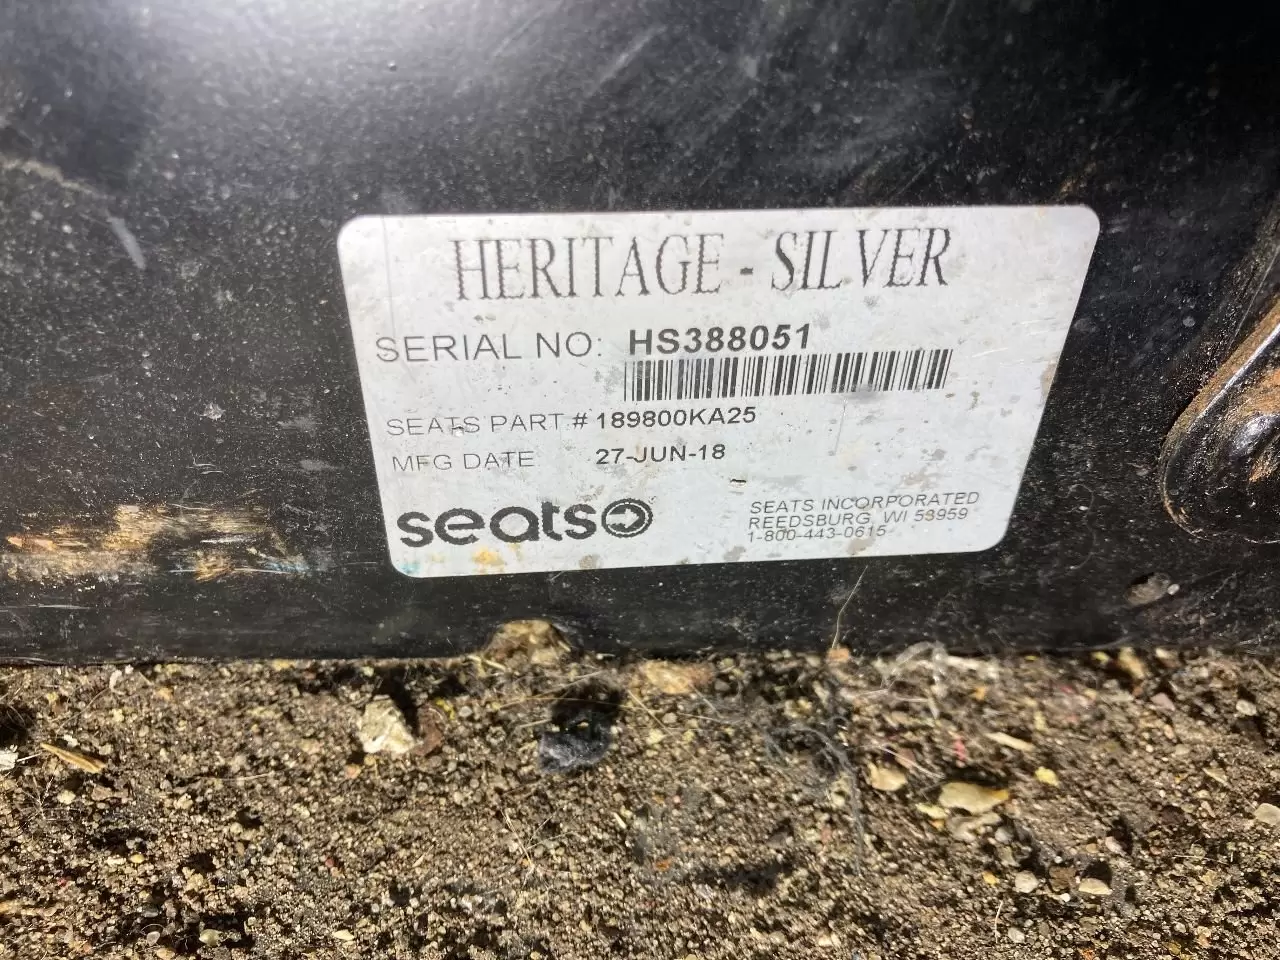 HERITAGE - SILVER
SERIAL NO: HS388051
SEATS PART # 189800KA25
MFG DATE 27-JUN-18
seats
SEATS INCORPORATED
REEDSBURG, WI 53959
1-800-443-0615